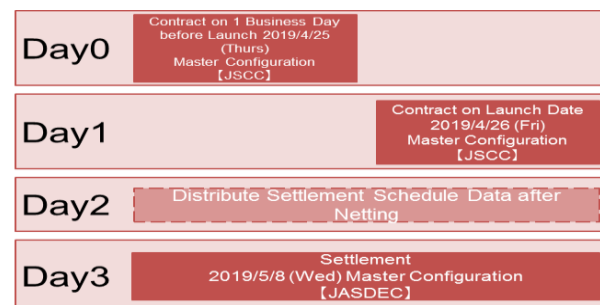 Day0
Contract on 1 Business Day
before Launch 2019/4/25
(Thurs)
Master Configuration
【JSCC】
Day1
Contract on Launch Date
2019/4/26 (Fri)
Master Configuration
【JSCC】
Day2
Distribute Settlement Schedule Data after
Netting
Day3
Settlement
2019/5/8 (Wed) Master Configuration
【JASDEC】